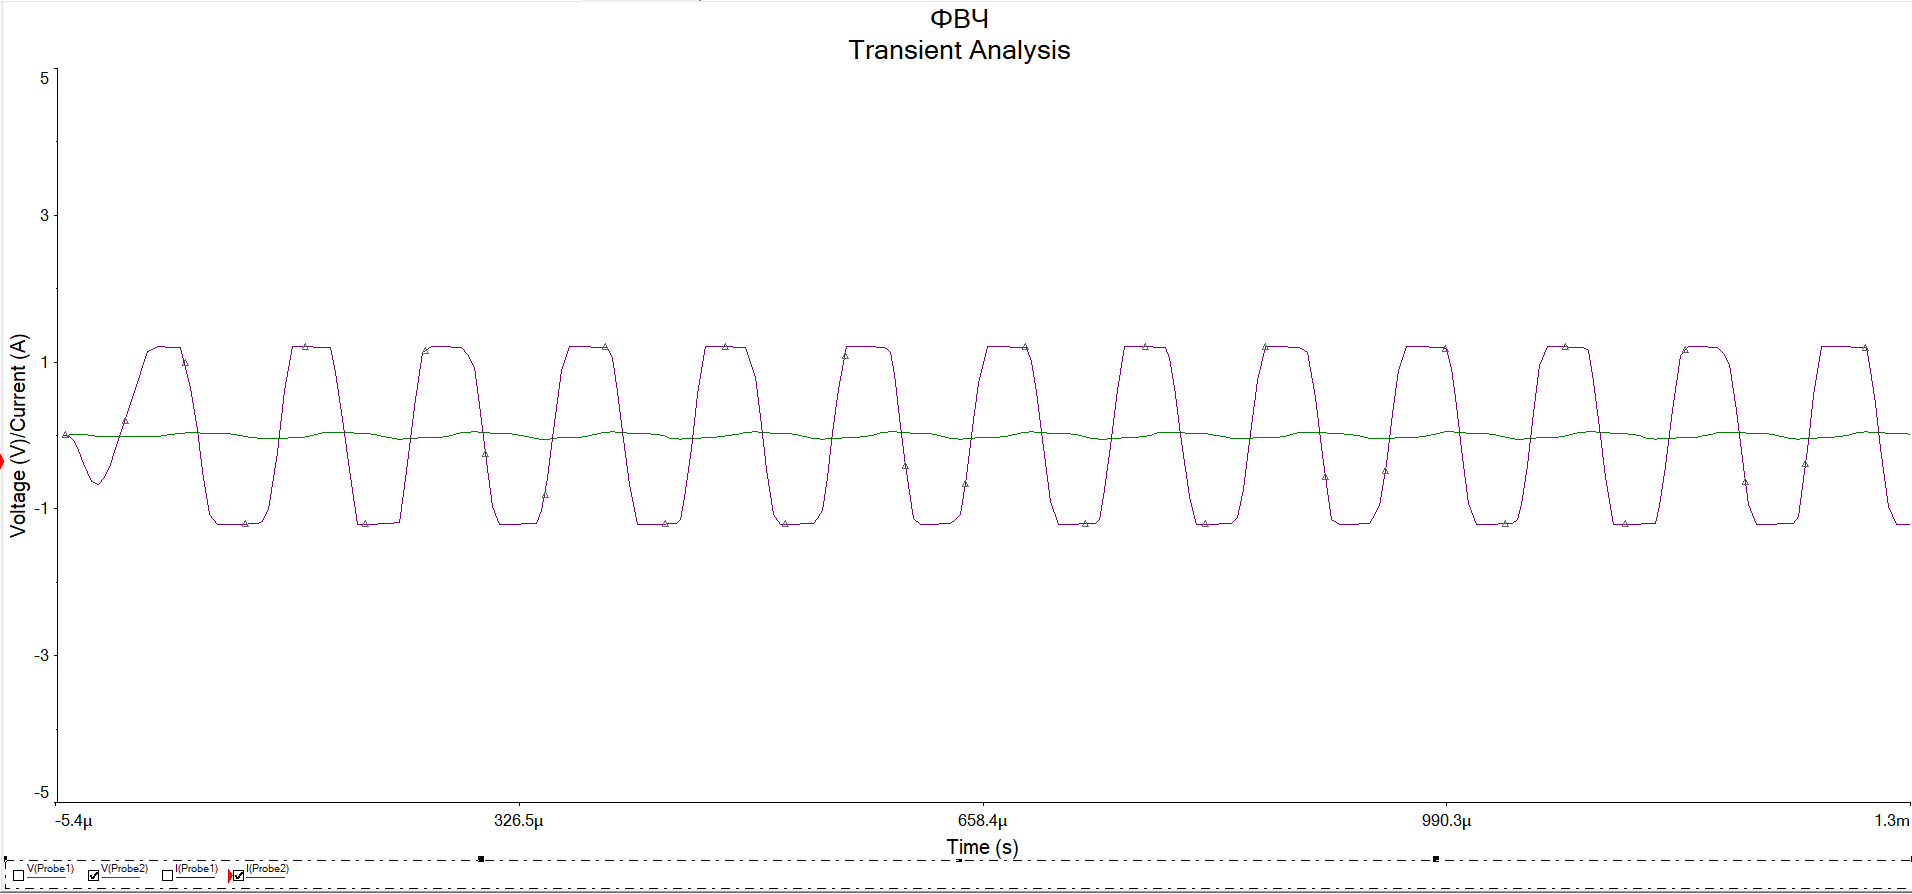 ФВЧ
Transient Analysis
5
3
1
-1
-3
-5
Voltage (V)/Current (A)
-5.4µ 326.5µ 658.4µ 990.3µ 1.3m
Time (s)
V(Probe1) V(Probe2) I(Probe1) I(Probe2)